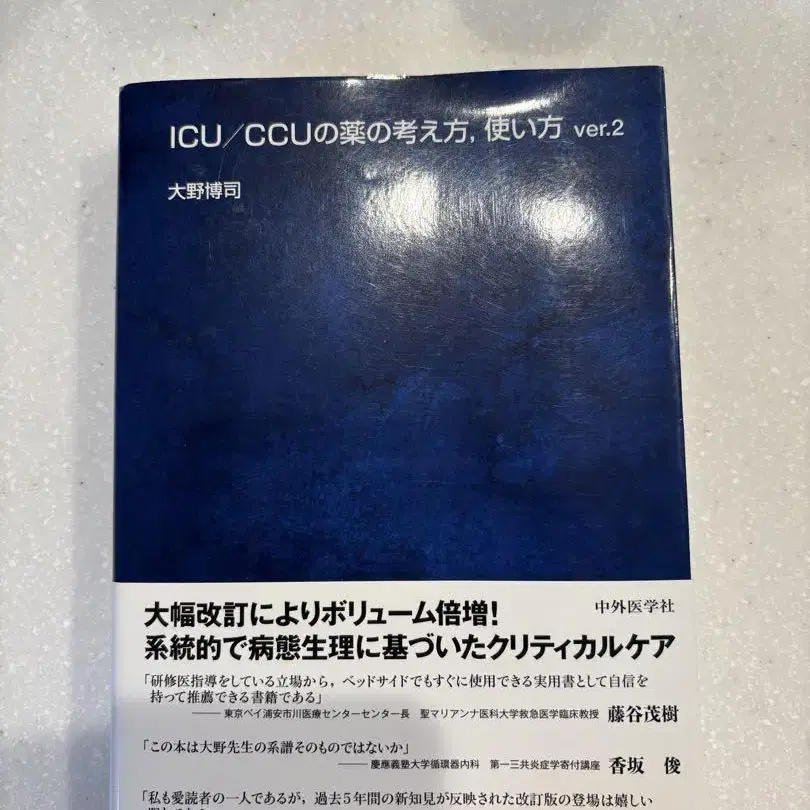 ICU/CCUの薬の考え方, 使い方 ver.2
大野博司
大幅改訂によりボリューム倍増!
中外医学社
系統的で病態生理に基づいたクリティカルケア
「研修医指導をしている立場から，ベッドサイドでもすぐに使用できる実用書として自信を
持って推薦できる書籍である」
——東京ベイ浦安市川医療センターセンター長 聖マリアンナ医科大学救急医学臨床教授 藤谷茂樹
「この本は大野先生の系譜そのものではないか」
——慶應義塾大学循環器内科 第一三共炎症学寄付講座 香坂 俊
「私も愛読者の一人であるが，過去5年間の新知見が反映された改訂版の登場は嬉しい